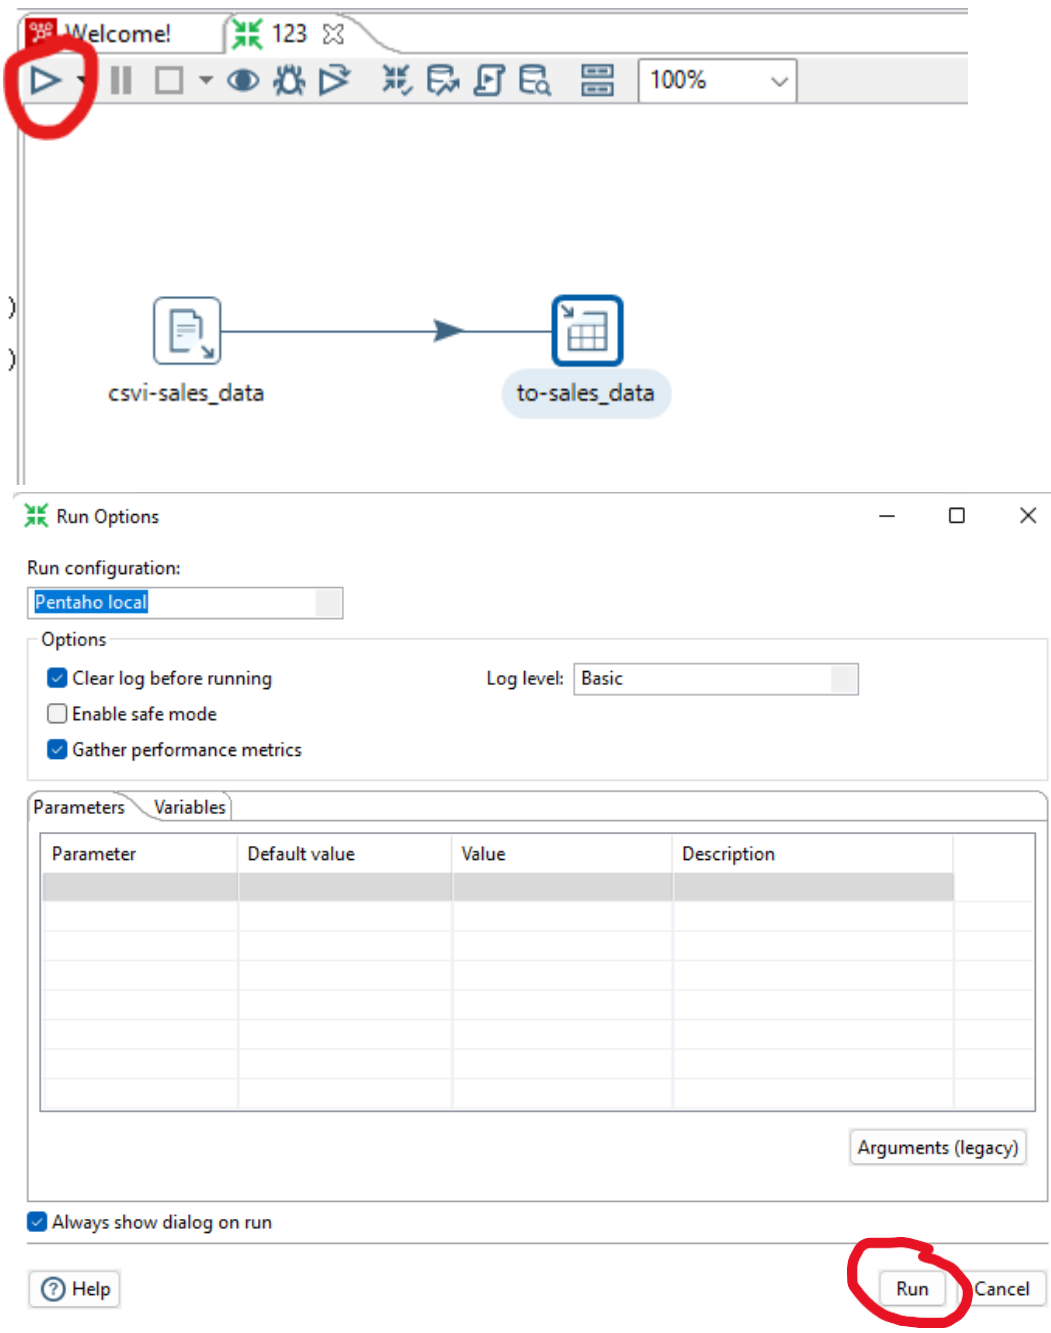 Welcome!
123
100%
)
)
csvi-sales_data
to-sales_data
Run Options
Run configuration:
Pentaho local
Options
Clear log before running
Log level: Basic
Enable safe mode
Gather performance metrics
Parameters Variables
Parameter Default value Value Description
Arguments (legacy)
Always show dialog on run
Help Run Cancel